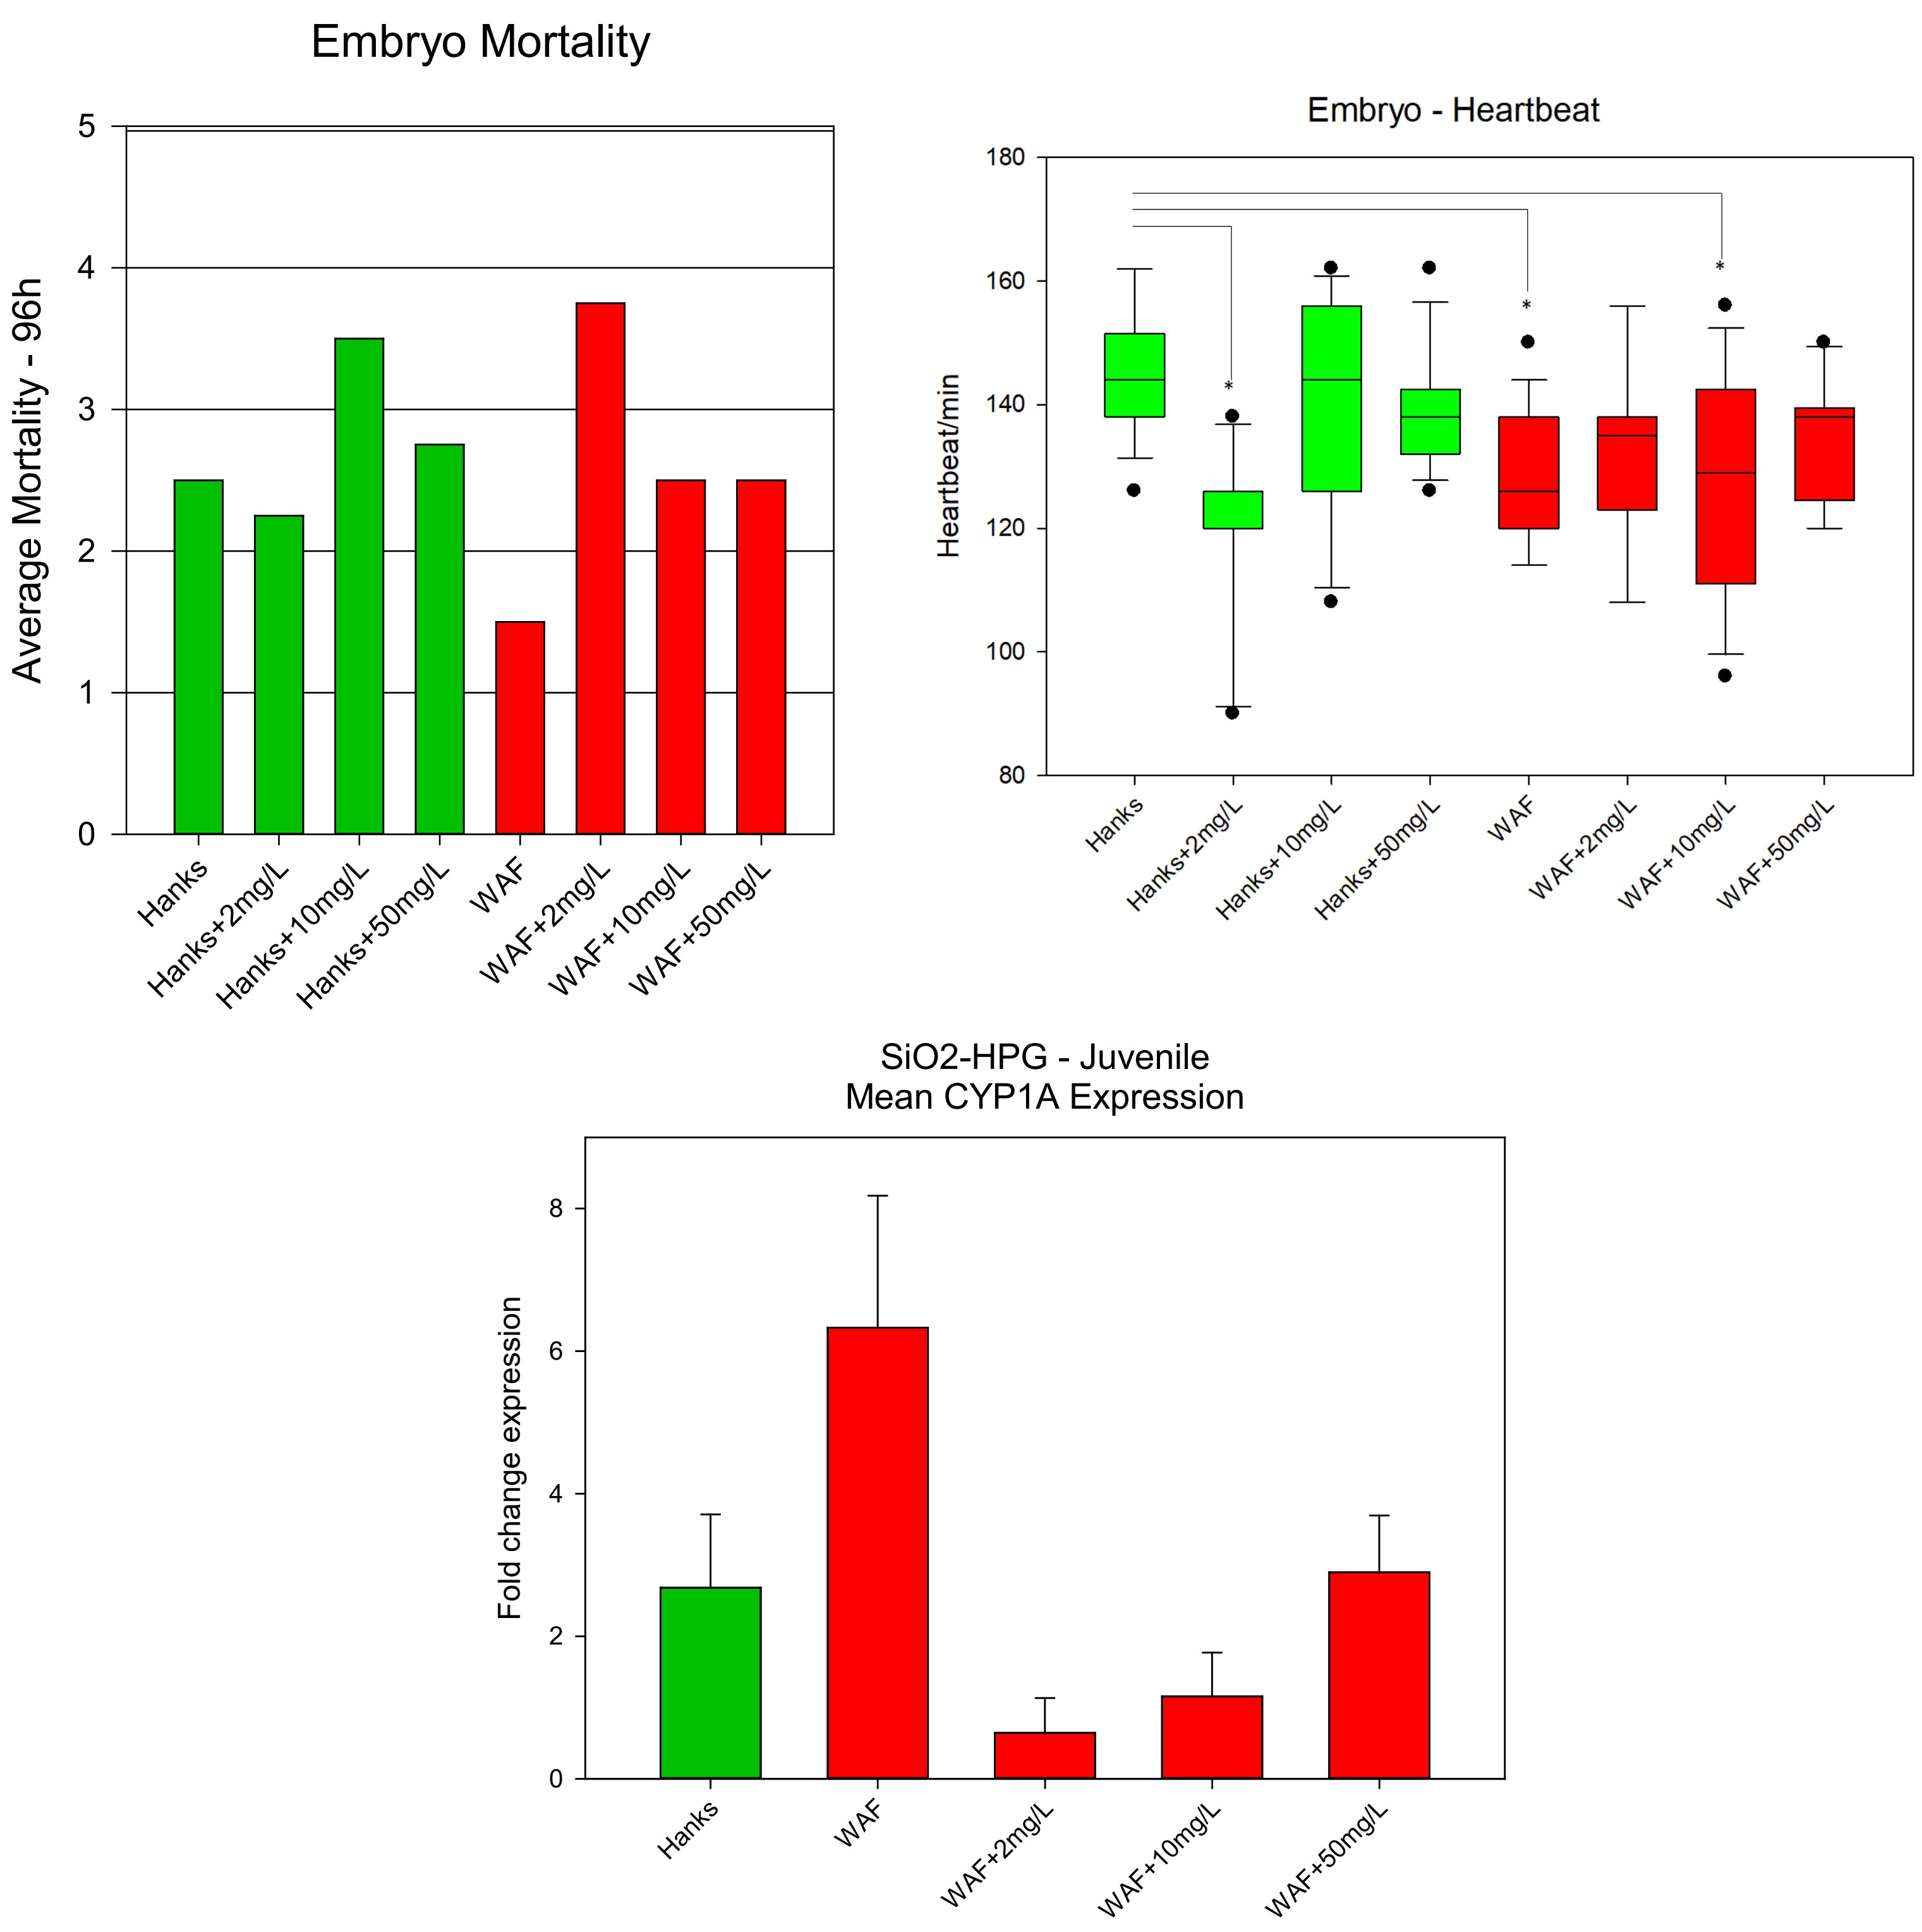 Embryo Mortality
Average Mortality - 96h
5
4
3
2
1
0
Hanks
Hanks+2mg/L
Hanks+10mg/L
Hanks+50mg/L
WAF
WAF+2mg/L
WAF+10mg/L
WAF+50mg/L
Embryo - Heartbeat
Heartbeat/min
180
160
140
120
100
80
*
*
*
Hanks
Hanks+2mg/L
Hanks+10mg/L
Hanks+50mg/L
WAF
WAF+2mg/L
WAF+10mg/L
WAF+50mg/L
SiO2-HPG - Juvenile
Mean CYP1A Expression
Fold change expression
8
6
4
2
0
Hanks
WAF
WAF+2mg/L
WAF+10mg/L
WAF+50mg/L